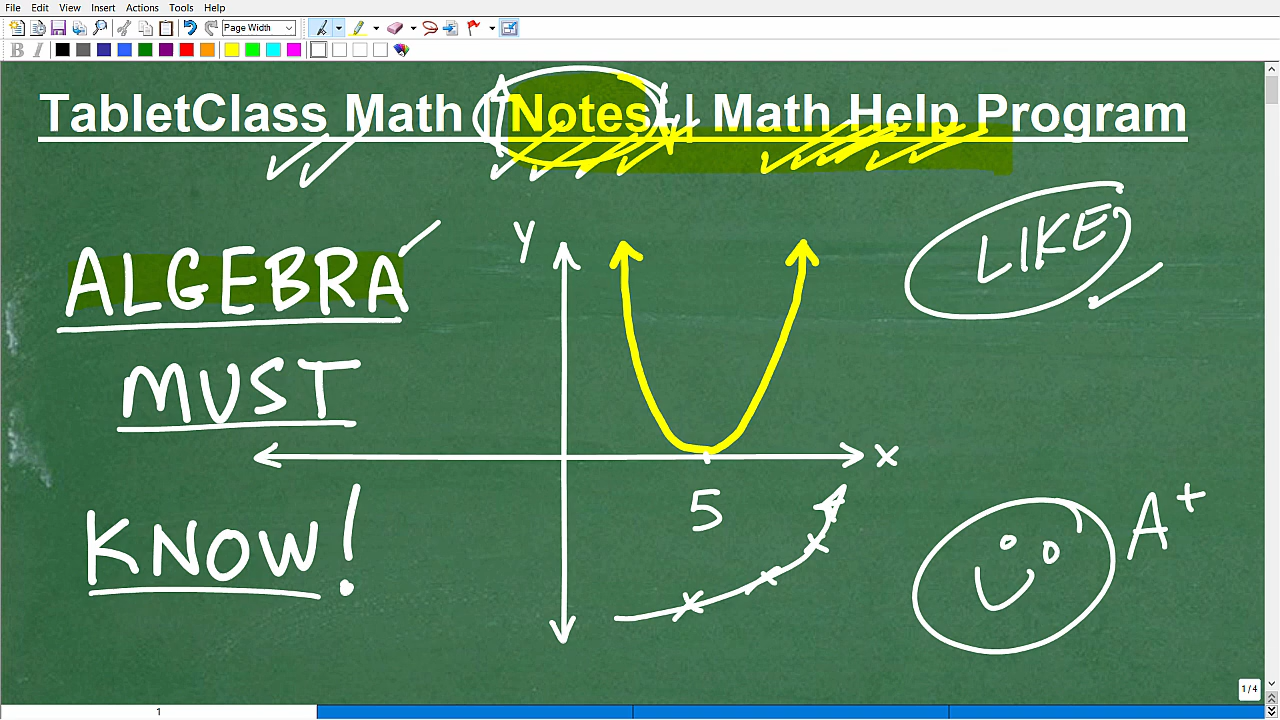 File Edit View Insert Actions Tools Help
Page Width
B I
TabletClass Math | Notes | Math Help Program
y
LIKE
ALGEBRA
MUST
x
5
KNOW!
A+
1/4
1